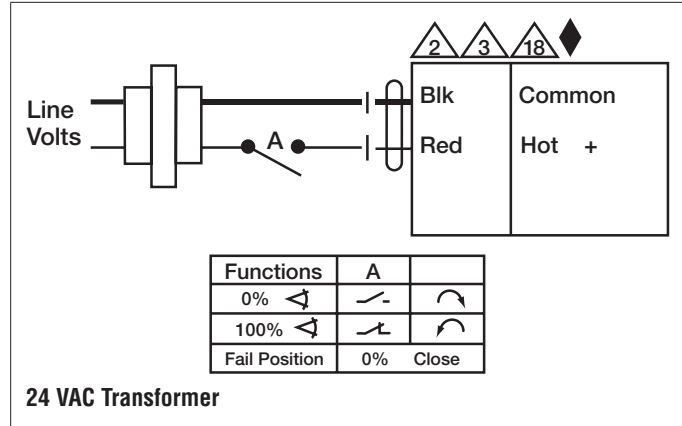 2 3 18
Line
Volts
A
Blk Common
Red Hot +
Functions A
0%
100%
Fail Position 0% Close
24 VAC Transformer